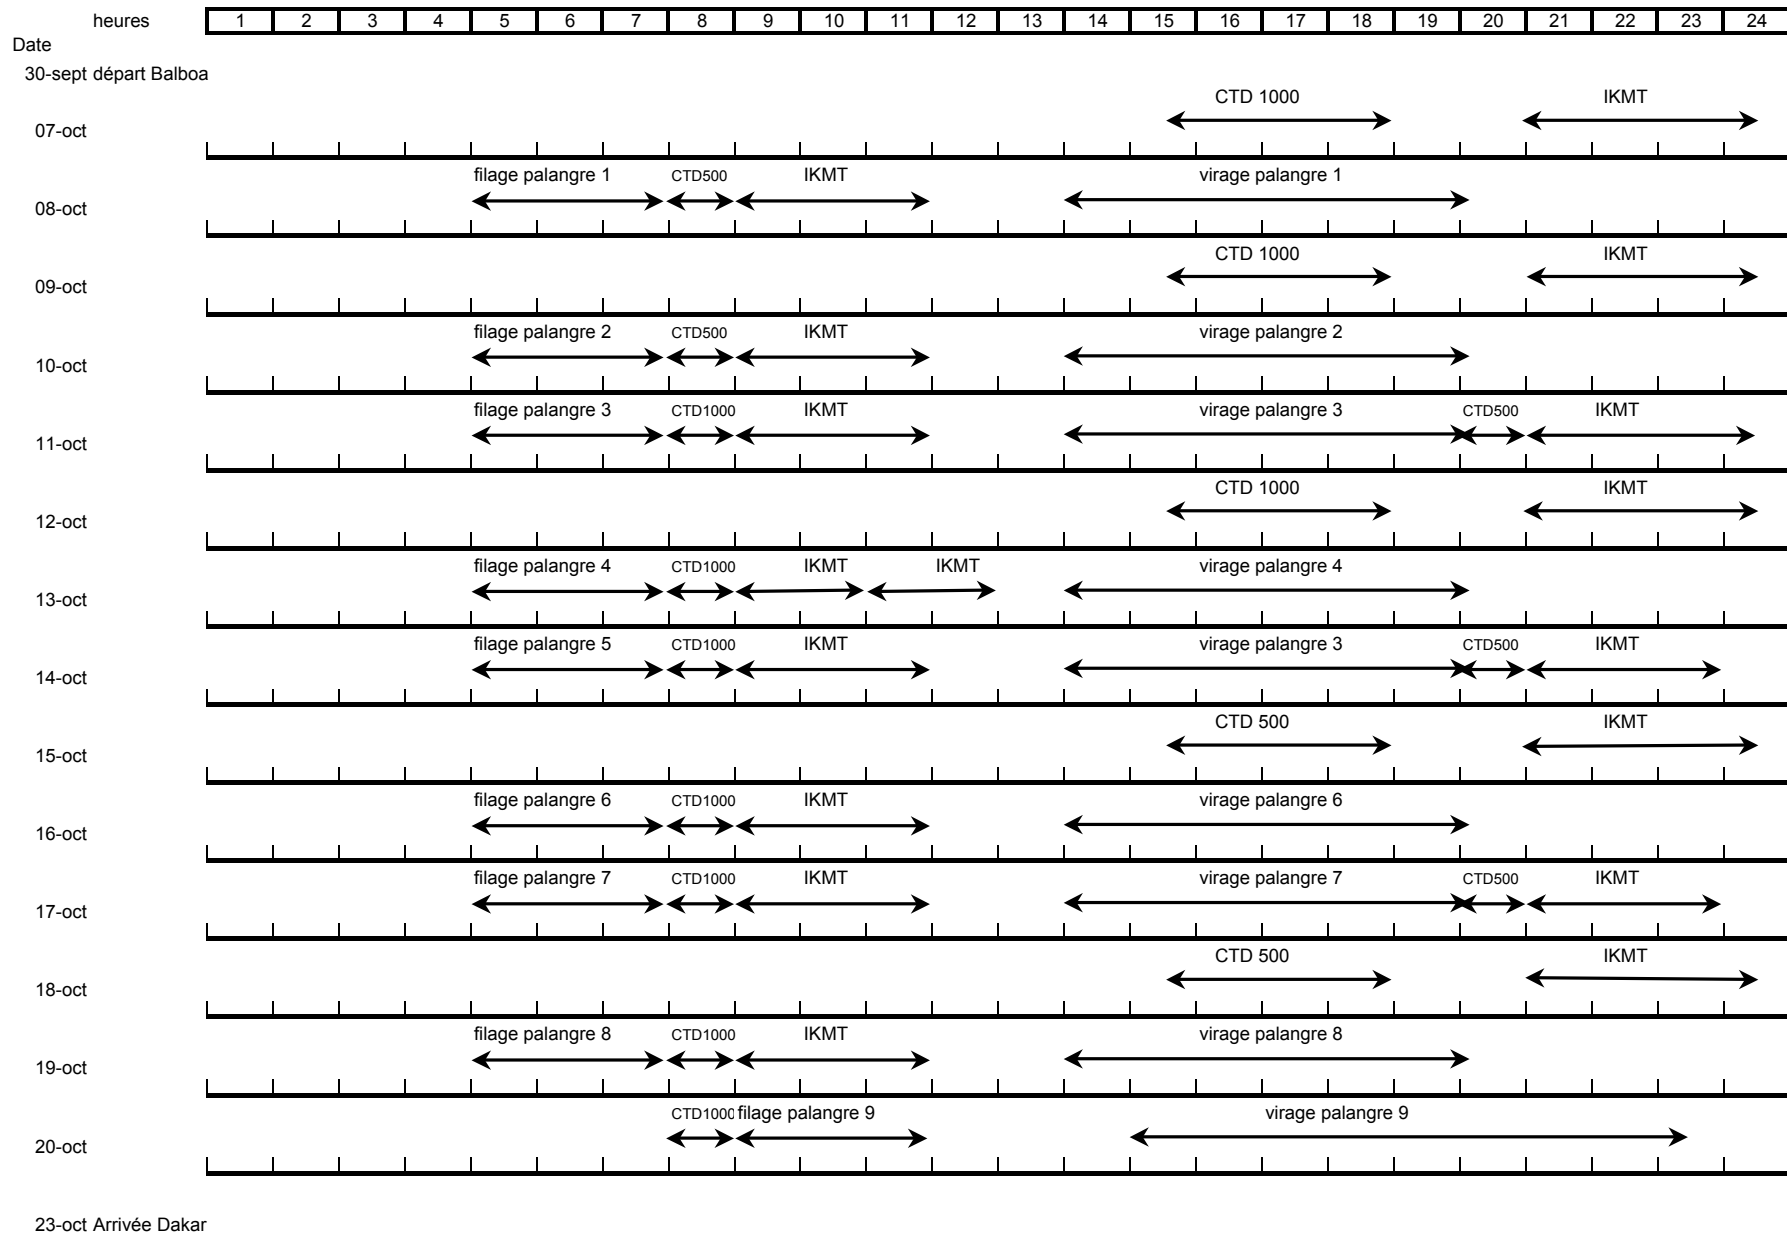 heures 1 2 3 4 5 6 7 8 9 10 11 12 13 14 15 16 17 18 19 20 21 22 23 24
Date
30-sept départ Balboa
CTD 1000 IKMT
07-oct
filage palangre 1 CTD500 IKMT virage palangre 1
08-oct
CTD 1000 IKMT
09-oct
filage palangre 2 CTD500 IKMT virage palangre 2
10-oct
filage palangre 3 CTD1000 IKMT virage palangre 3 CTD500 IKMT
11-oct
CTD 1000 IKMT
12-oct
filage palangre 4 CTD1000 IKMT IKMT virage palangre 4
13-oct
filage palangre 5 CTD1000 IKMT virage palangre 3 CTD500 IKMT
14-oct
CTD 500 IKMT
15-oct
filage palangre 6 CTD1000 IKMT virage palangre 6
16-oct
filage palangre 7 CTD1000 IKMT virage palangre 7 CTD500 IKMT
17-oct
CTD 500 IKMT
18-oct
filage palangre 8 CTD1000 IKMT virage palangre 8
19-oct
CTD1000 filage palangre 9 virage palangre 9
20-oct
23-oct Arrivée Dakar